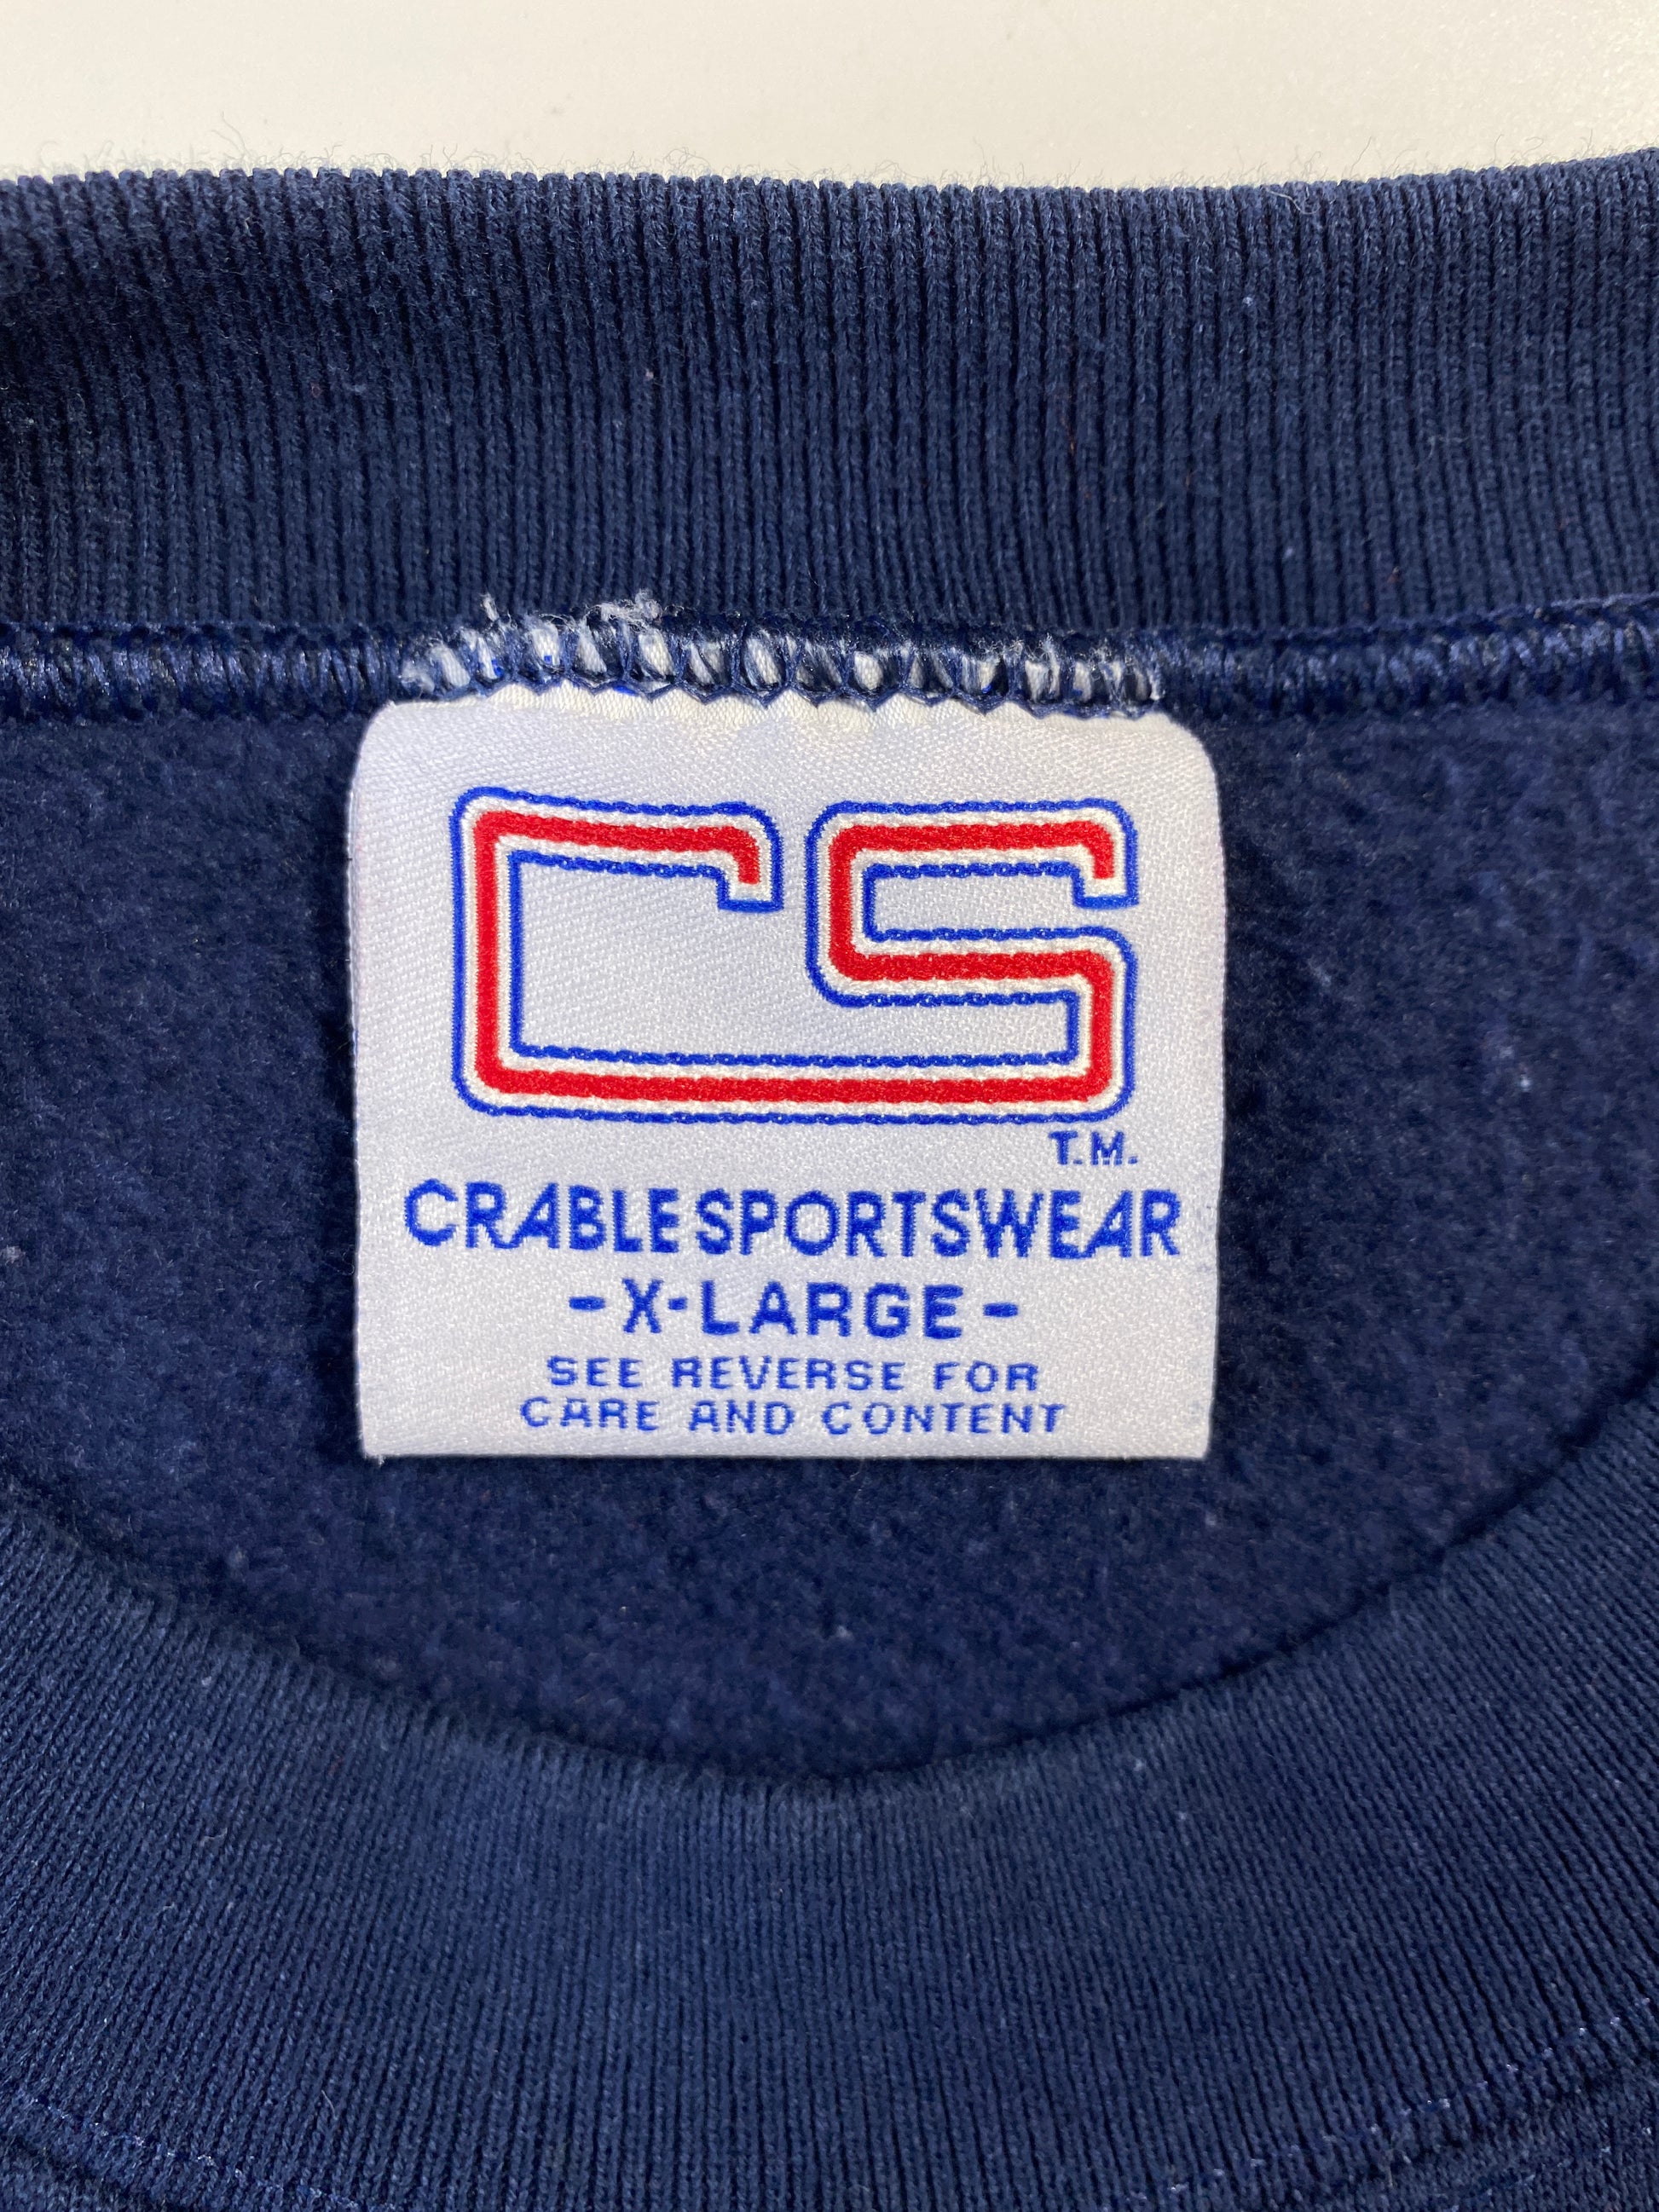 CS
T.M.
CRABLE SPORTSWEAR
-X-LARGE-
SEE REVERSE FOR
CARE AND CONTENT